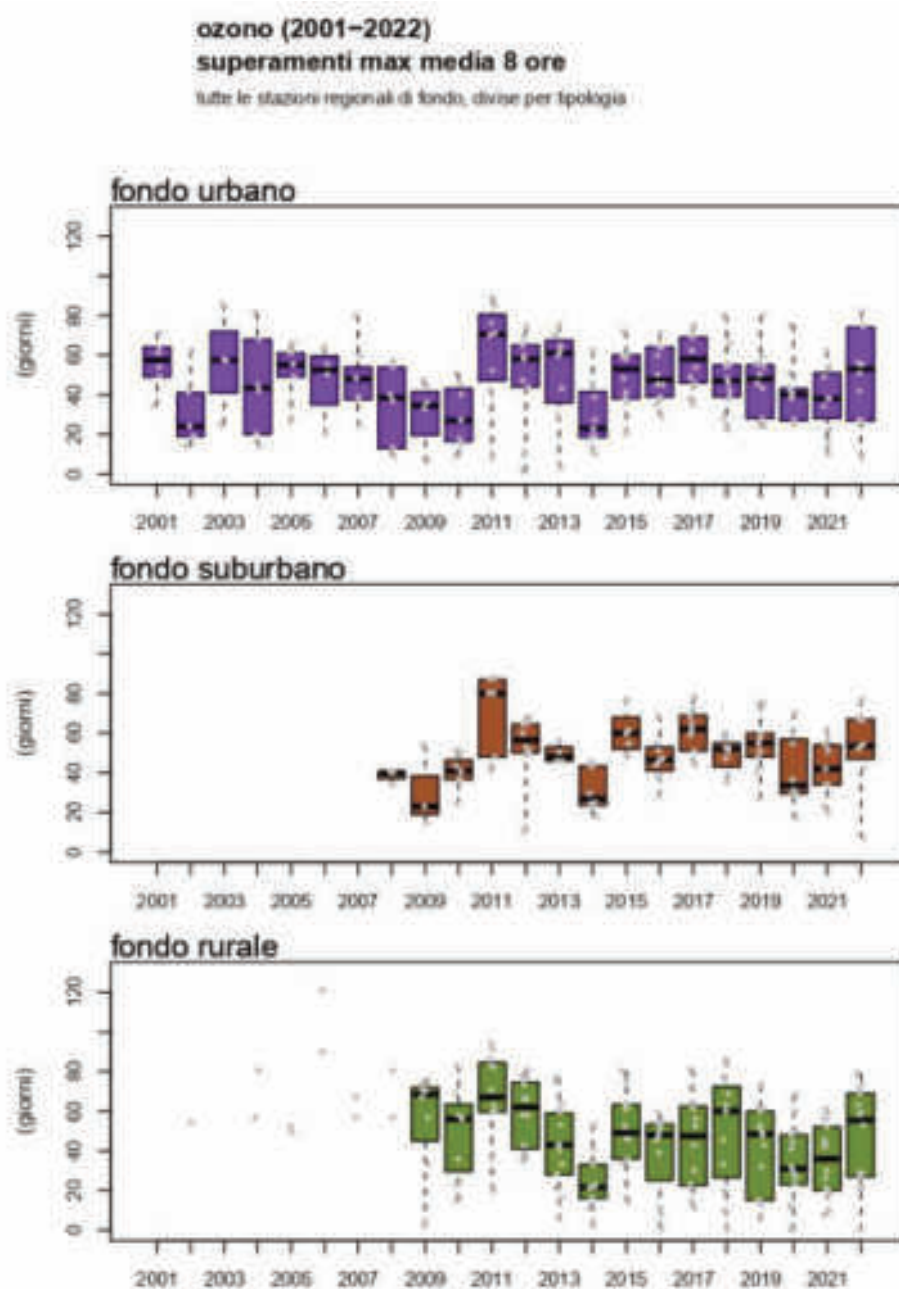 ozono (2001−2022)
superamenti max media 8 ore
tutte le stazioni regionali di fondo, divise per tipologia
fondo urbano
(giorni)
0 20 40 60 80 120
2001 2003 2005 2007 2009 2011 2013 2015 2017 2019 2021
fondo suburbano
(giorni)
0 20 40 60 80 120
2001 2003 2005 2007 2009 2011 2013 2015 2017 2019 2021
fondo rurale
(giorni)
0 20 40 60 80 120
2001 2003 2005 2007 2009 2011 2013 2015 2017 2019 2021